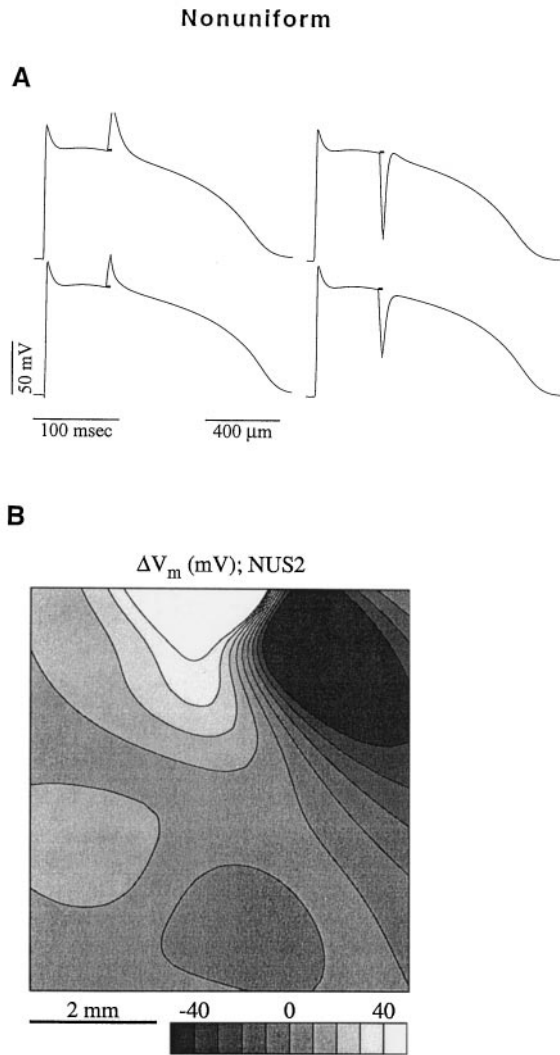 Nonuniform
A
50 mV
100 msec 400 μm
B
ΔVm (mV); NUS2
2 mm
-40 0 40